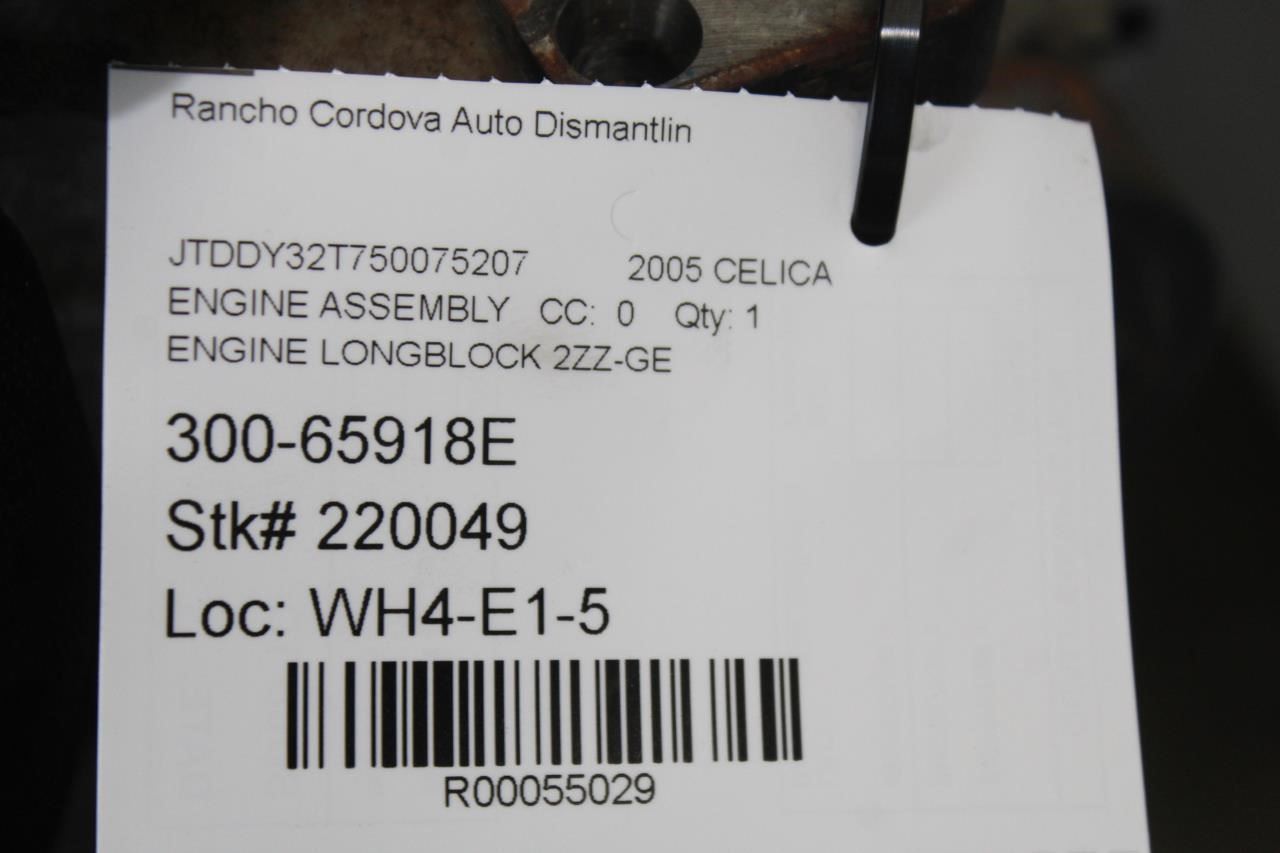 Rancho Cordova Auto Dismantlin
JTDDY32T750075207 2005 CELICA
ENGINE ASSEMBLY CC: 0 Qty: 1
ENGINE LONGBLOCK 2ZZ-GE
300-65918E
Stk# 220049
Loc: WH4-E1-5
R00055029